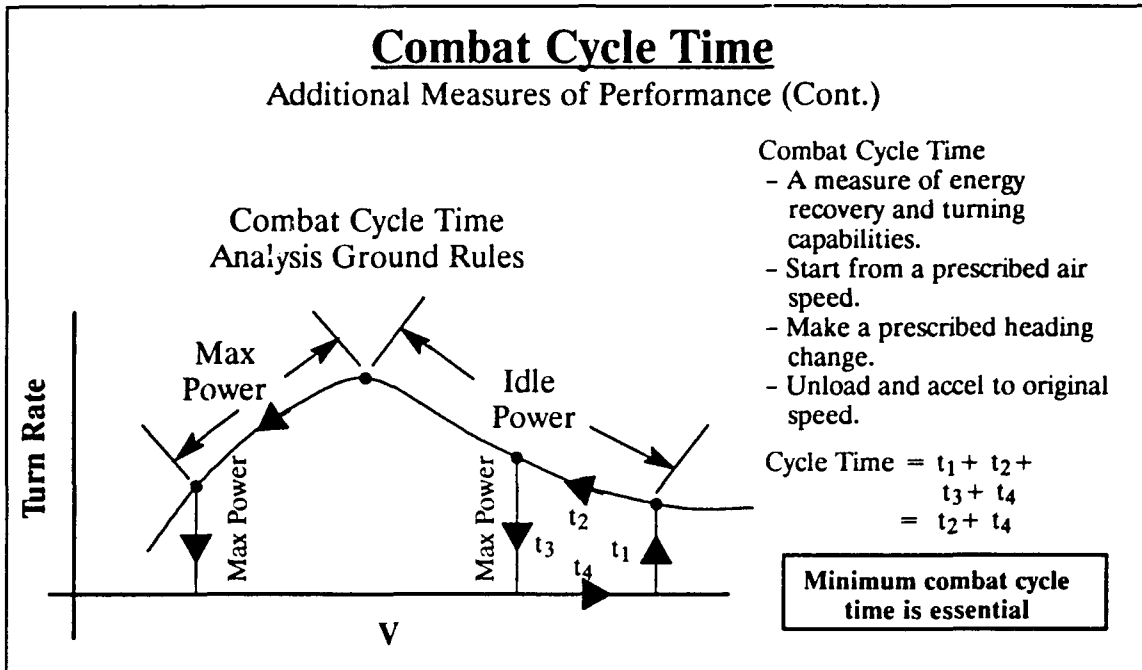 Combat Cycle Time
Additional Measures of Performance (Cont.)
Combat Cycle Time
Analysis Ground Rules
Max
Power
Idle
Power
Turn Rate
Max Power
Max Power
t3
t2
t4
t1
V
Combat Cycle Time
– A measure of energy
recovery and turning
capabilities.
– Start from a prescribed air
speed.
– Make a prescribed heading
change.
– Unload and accel to original
speed.
Cycle Time = t1 + t2 +
t3 + t4
= t2 + t4
Minimum combat cycle
time is essential